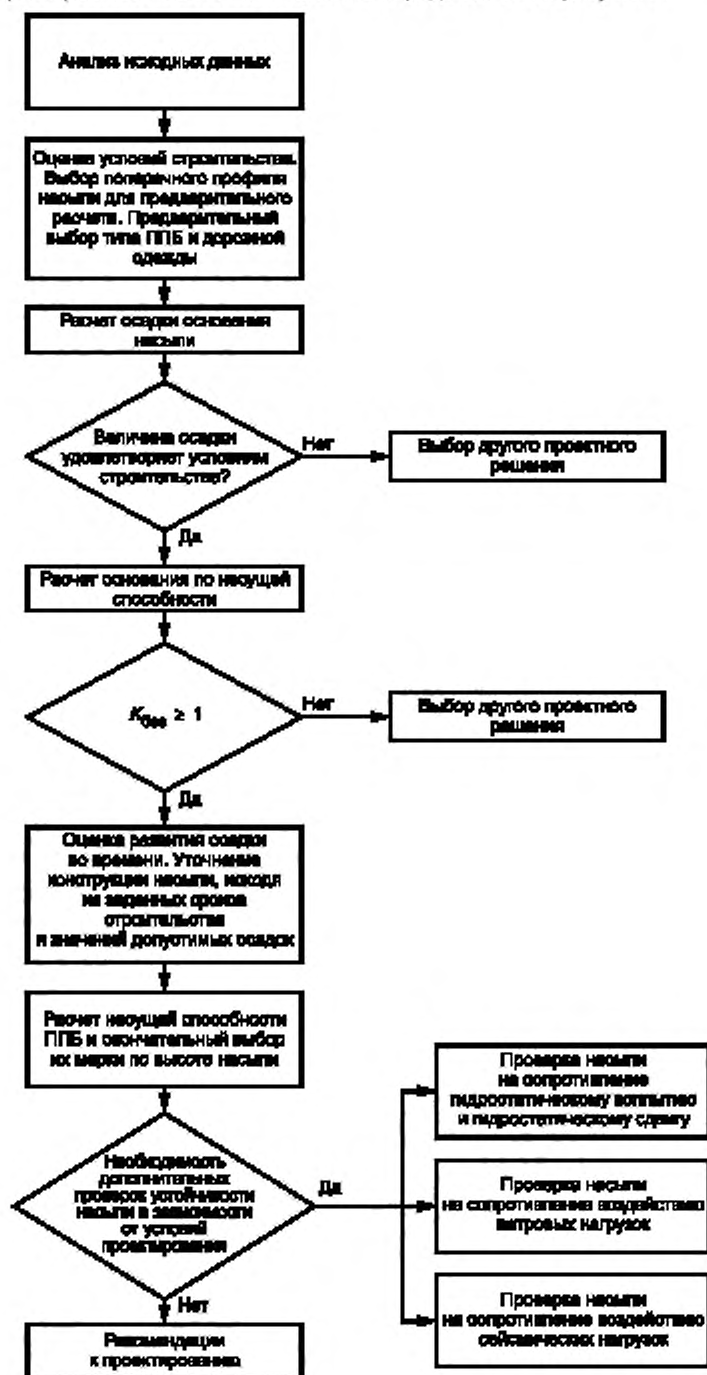 Анализ исходных данных
Оценка условий строительства.
Выбор поперечного профиля
насыпи для предварительного
расчета. Предварительный
выбор типа ППБ и дорожной
одежды
Расчет осадки основания
насыпи
Величина осадки
удовлетворяет условиям
строительства?
Нет
Выбор другого проектного
решения
Да
Расчет основания по несущей
способности
Kбез ≥ 1
Нет
Выбор другого проектного
решения
Да
Оценка развития осадки
во времени. Уточнение
конструкции насыпи, исходя
из заданных сроков
строительства
и значений допустимых осадок
Расчет несущей способности
ППБ и окончательный выбор
их марки по высоте насыпи
Необходимость
дополнительных
проверок устойчивости
насыпи в зависимости
от условий
проектирования
Да
Проверка насыпи
на сопротивление
гидростатическому всплытию
и гидростатическому сдвигу
Проверка насыпи
на сопротивление воздействию
ветровых нагрузок
Проверка насыпи
на сопротивление воздействию
сейсмических нагрузок
Нет
Рекомендации
к проектированию